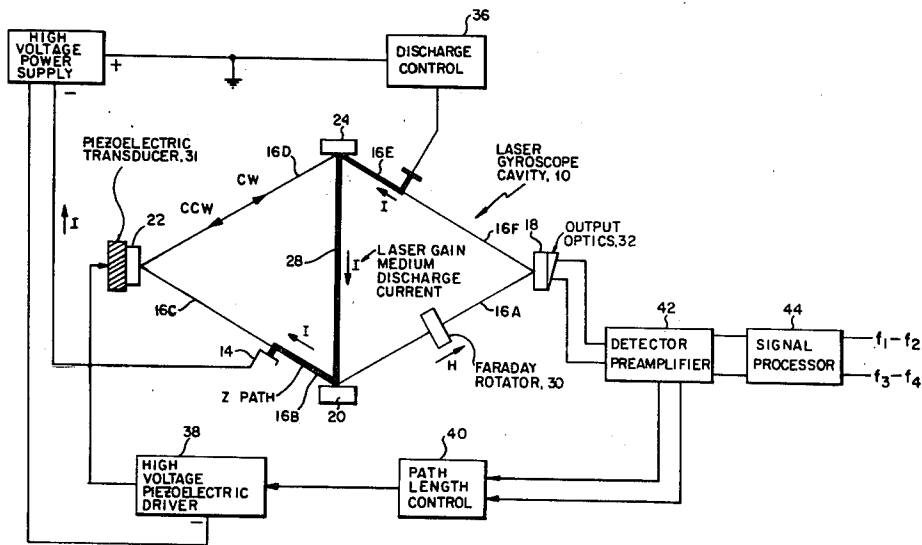 HIGH
VOLTAGE
POWER
SUPPLY
+
-
36
DISCHARGE
CONTROL
24
PIEZOELECTRIC
TRANSDUCER, 31
16D
16E
LASER
GYROSCOPE
CAVITY, 10
CW
CCW
I
I
22
28
16F
18
OUTPUT
OPTICS, 32
I
LASER GAIN
MEDIUM
DISCHARGE
CURRENT
16C
I
16A
42
44
14
DETECTOR
PREAMPLIFIER
SIGNAL
PROCESSOR
f1-f2
f3-f4
H
FARADAY
ROTATOR, 30
Z PATH
16B
20
38
HIGH
VOLTAGE
PIEZOELECTRIC
DRIVER
-
40
PATH
LENGTH
CONTROL